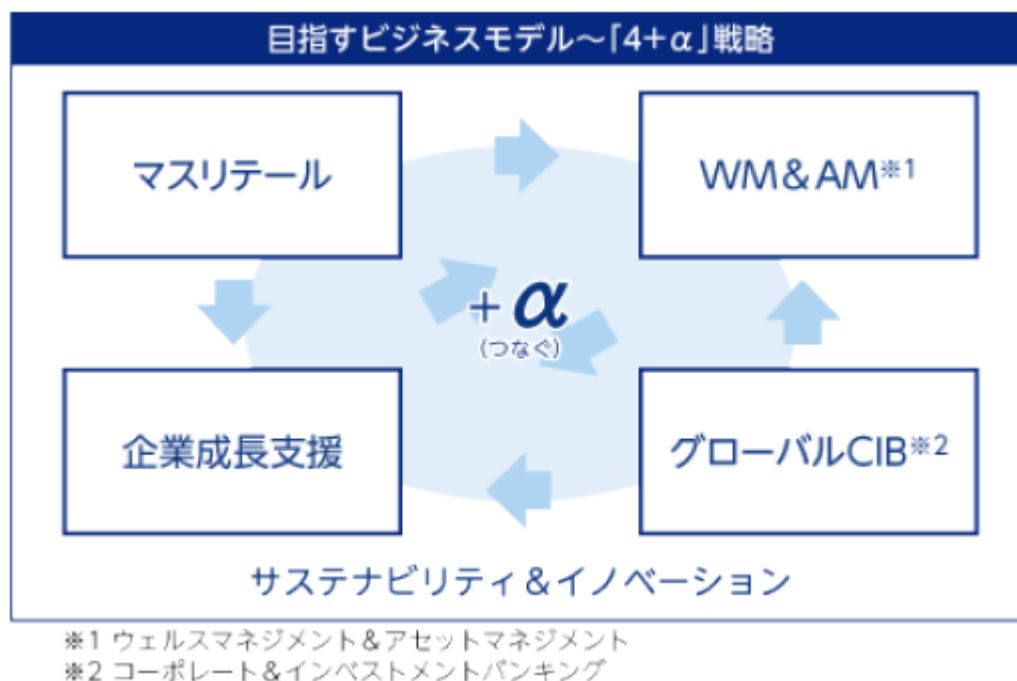 目指すビジネスモデル～「4+α」戦略
マスリテール
WM&AM※1
+α
(つなぐ)
企業成長支援
グローバルCIB※2
サステナビリティ&イノベーション
※1 ウェルスマネジメント&アセットマネジメント
※2 コーポレート&インベストメントバンキング